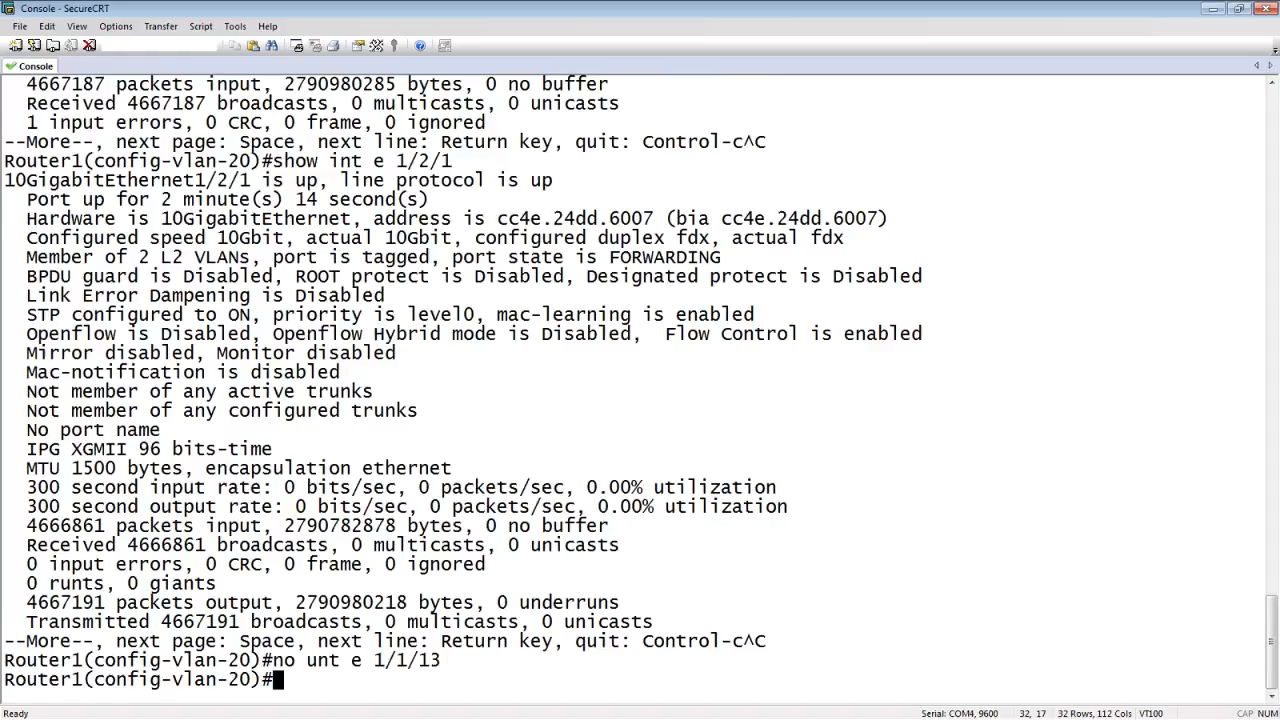 Console - SecureCRT
File Edit View Options Transfer Script Tools Help
Console
4667187 packets input, 2790980285 bytes, 0 no buffer
Received 4667187 broadcasts, 0 multicasts, 0 unicasts
1 input errors, 0 CRC, 0 frame, 0 ignored
--More--, next page: Space, next line: Return key, quit: Control-c^C
Router1(config-vlan-20)#show int e 1/2/1
10GigabitEthernet1/2/1 is up, line protocol is up
Port up for 2 minute(s) 14 second(s)
Hardware is 10GigabitEthernet, address is cc4e.24dd.6007 (bia cc4e.24dd.6007)
Configured speed 10Gbit, actual 10Gbit, configured duplex fdx, actual fdx
Member of 2 L2 VLANs, port is tagged, port state is FORWARDING
BPDU guard is Disabled, ROOT protect is Disabled, Designated protect is Disabled
Link Error Dampening is Disabled
STP configured to ON, priority is level0, mac-learning is enabled
Openflow is Disabled, Openflow Hybrid mode is Disabled,  Flow Control is enabled
Mirror disabled, Monitor disabled
Mac-notification is disabled
Not member of any active trunks
Not member of any configured trunks
No port name
IPG XGMII 96 bits-time
MTU 1500 bytes, encapsulation ethernet
300 second input rate: 0 bits/sec, 0 packets/sec, 0.00% utilization
300 second output rate: 0 bits/sec, 0 packets/sec, 0.00% utilization
4666861 packets input, 2790782878 bytes, 0 no buffer
Received 4666861 broadcasts, 0 multicasts, 0 unicasts
0 input errors, 0 CRC, 0 frame, 0 ignored
0 runts, 0 giants
4667191 packets output, 2790980218 bytes, 0 underruns
Transmitted 4667191 broadcasts, 0 multicasts, 0 unicasts
--More--, next page: Space, next line: Return key, quit: Control-c^C
Router1(config-vlan-20)#no unt e 1/1/13
Router1(config-vlan-20)#
Ready Serial: COM4, 9600 32, 17 32 Rows, 112 Cols VT100 CAP NUM